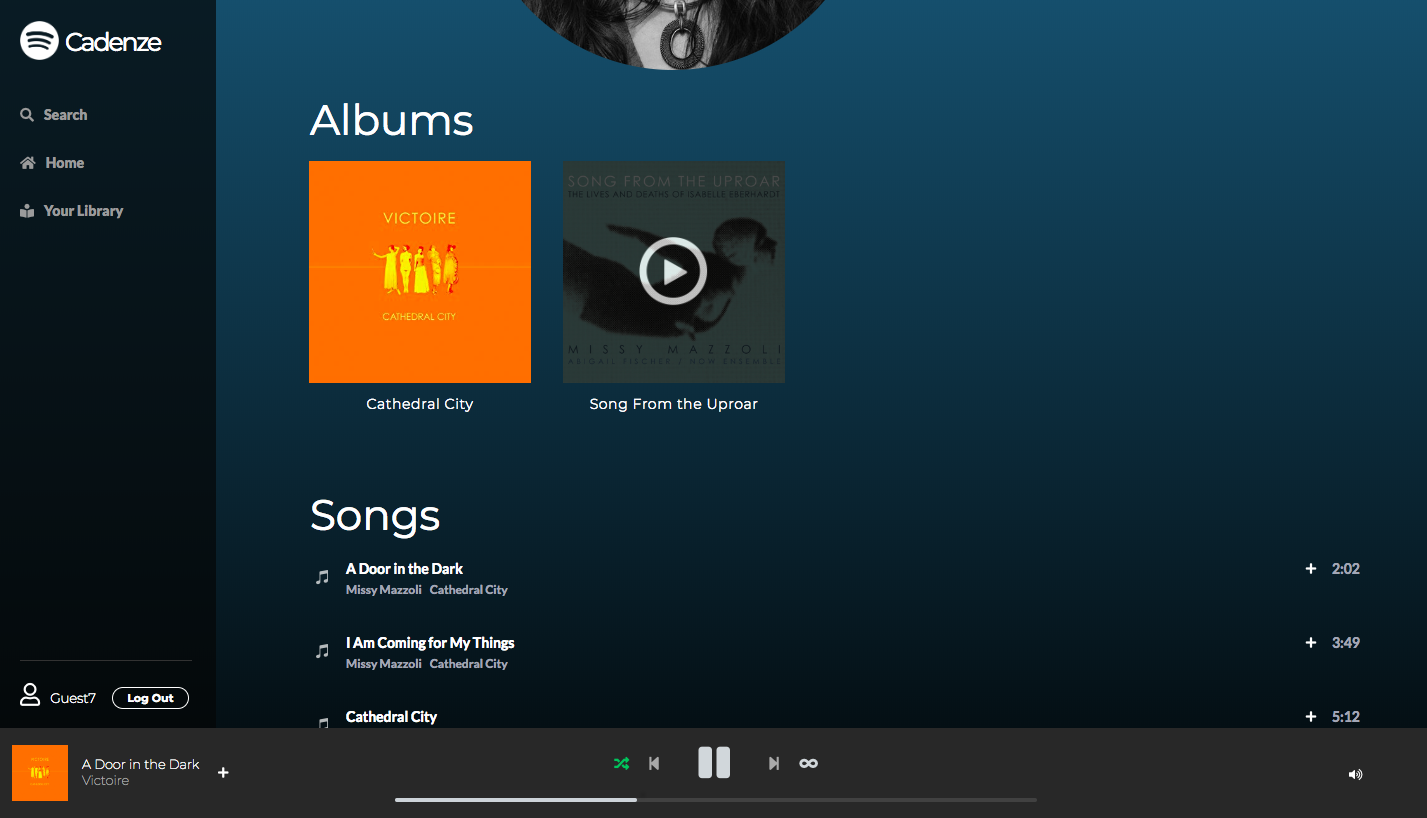 Cadenze
Search
Home
Your Library
Guest7
Log Out
Albums
VICTOIRE
CATHEDRAL CITY
Cathedral City
SONG FROM THE UPROAR
THE LIVES AND DEATHS OF ISABELLE EBERHARDT
MISSY MAZZOLI
ABIGAIL FISCHER / NOW ENSEMBLE
Song From the Uproar
Songs
A Door in the Dark
Missy Mazzoli Cathedral City
2:02
I Am Coming for My Things
Missy Mazzoli Cathedral City
3:49
Cathedral City
5:12
A Door in the Dark
Victoire